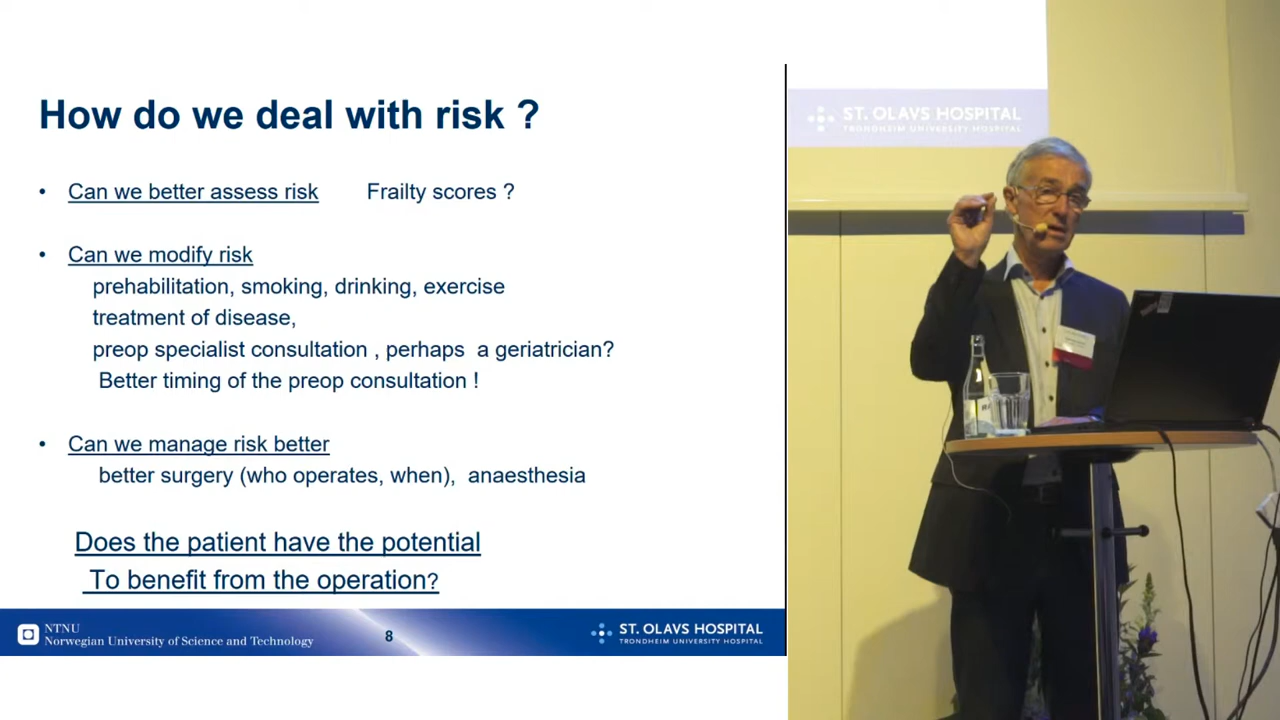 How do we deal with risk ?
• Can we better assess risk Frailty scores ?
• Can we modify risk
prehabilitation, smoking, drinking, exercise
treatment of disease,
preop specialist consultation , perhaps a geriatrician?
Better timing of the preop consultation !
• Can we manage risk better
better surgery (who operates, when), anaesthesia
Does the patient have the potential
To benefit from the operation?
NTNU
Norwegian University of Science and Technology
8
ST. OLAVS HOSPITAL
TRONDHEIM UNIVERSITY HOSPITAL
ST. OLAVS HOSPITAL
TRONDHEIM UNIVERSITY HOSPITAL